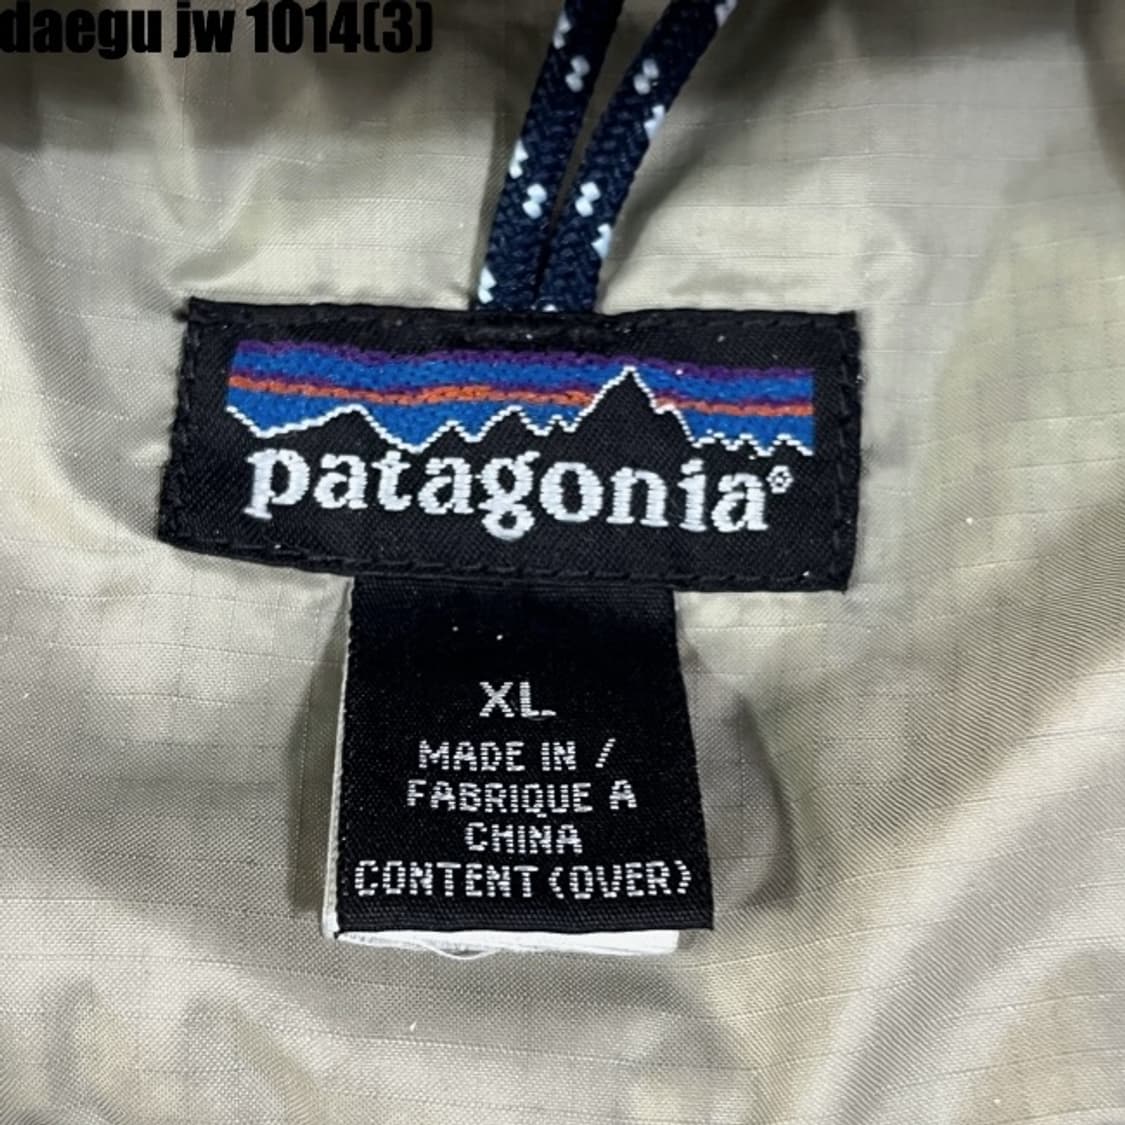 daegu jw 1014(3)
patagonia®
XL
MADE IN /
FABRIQUE A
CHINA
CONTENT (OVER)